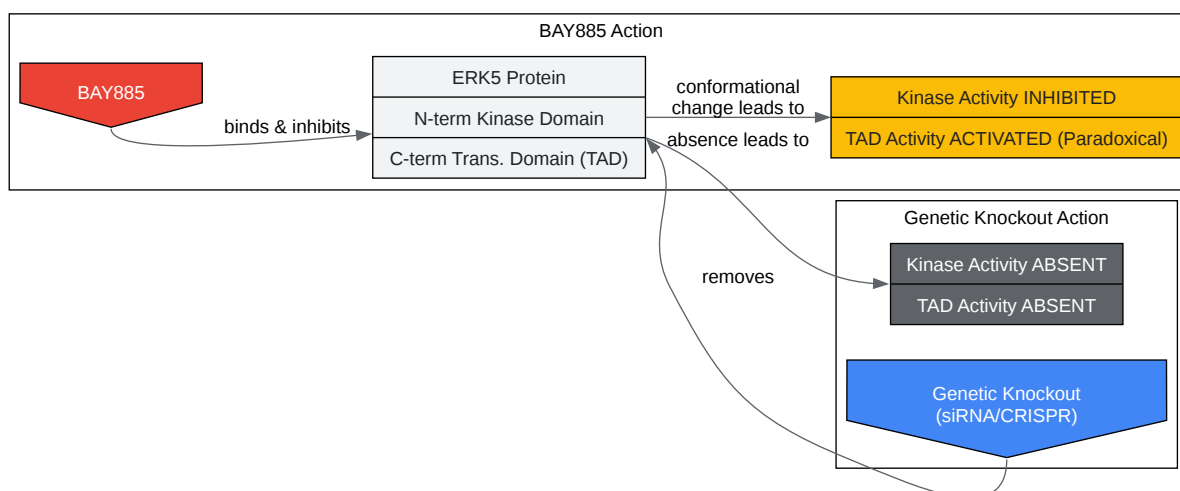 BAY885 Action
BAY885
binds & inhibits
ERK5 Protein
N-term Kinase Domain
C-term Trans. Domain (TAD)
conformational
change leads to
absence leads to
Kinase Activity INHIBITED
TAD Activity ACTIVATED (Paradoxical)
Genetic Knockout Action
Kinase Activity ABSENT
TAD Activity ABSENT
removes
Genetic Knockout
(siRNA/CRISPR)